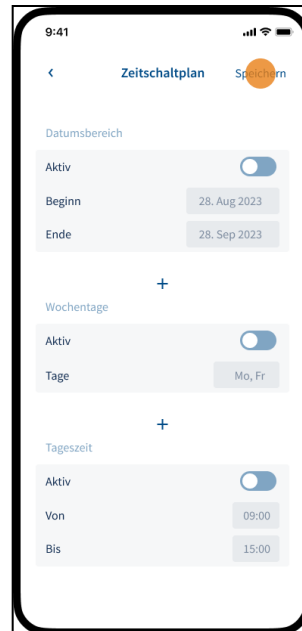 9:41
< Zeitschaltplan Speichern
Datumsbereich
Aktiv
Beginn 28. Aug 2023
Ende 28. Sep 2023
+
Wochentage
Aktiv
Tage Mo, Fr
+
Tageszeit
Aktiv
Von 09:00
Bis 15:00